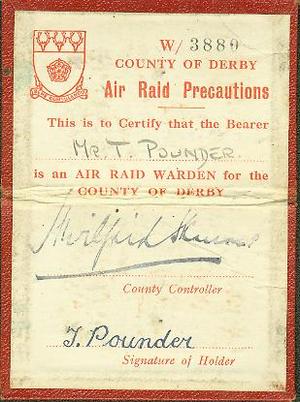 W/ 3880
COUNTY OF DERBY
Air Raid Precautions
This is to Certify that the Bearer
MR. T. POUNDER.
is an AIR RAID WARDEN for the
COUNTY OF DERBY
County Controller
T. Pounder
Signature of Holder